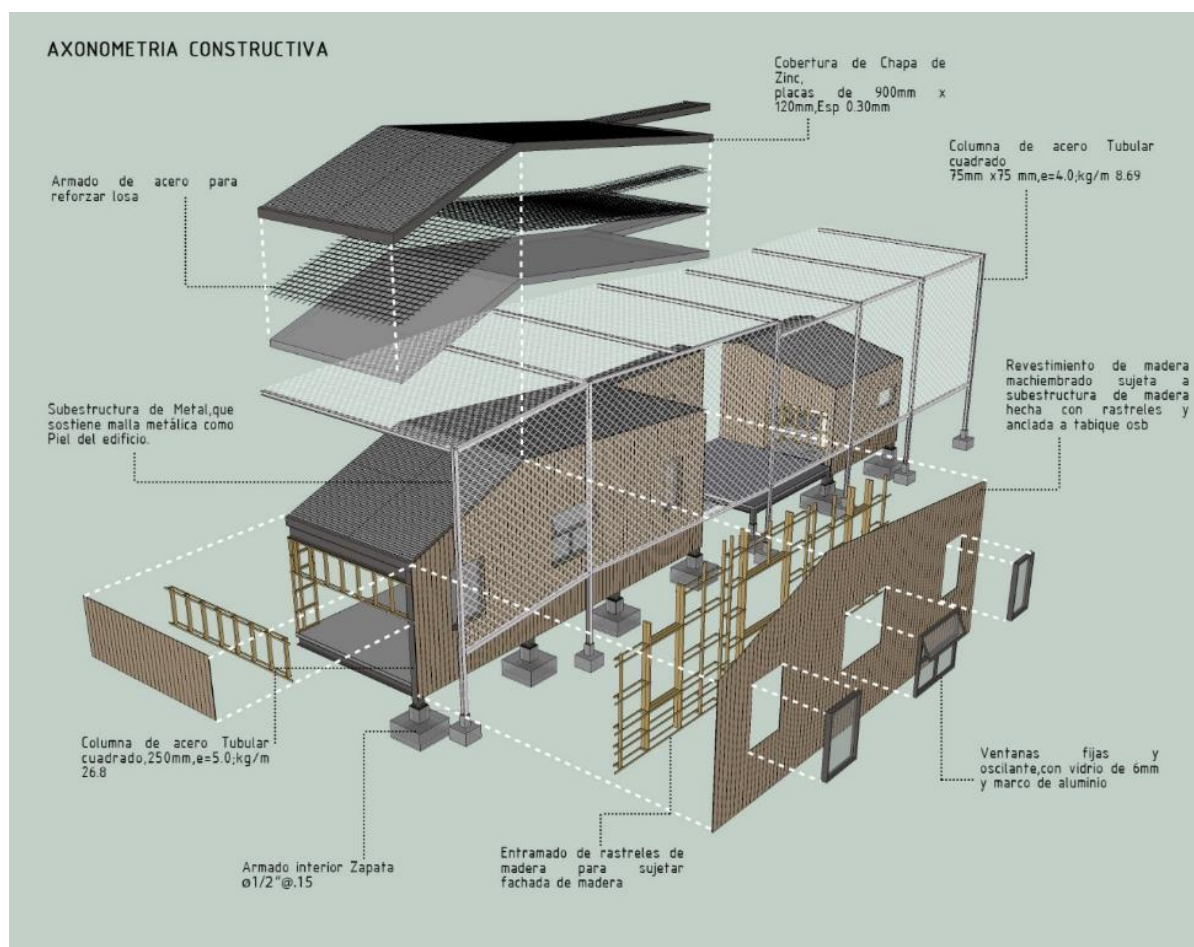 AXONOMETRIA CONSTRUCTIVA
Cobertura de Chapa de
Zinc,
placas de 900mm x
120mm,Esp 0.30mm
Columna de acero Tubular
cuadrado
75mm x75 mm,e=4.0;kg/m 8.69
Armado de acero para
reforzar losa
Revestimiento de madera
machiembrado sujeta a
subestructura de madera
hecha con rastreles y
anclada a tabique osb
Subestructura de Metal,que
sostiene malla metálica como
Piel del edificio.
Columna de acero Tubular
cuadrado,250mm,e=5.0;kg/m
26.8
Ventanas fijas y
oscilante,con vidrio de 6mm
y marco de aluminio
Armado interior Zapata
ø1/2"@.15
Entramado de rastreles de
madera para sujetar
fachada de madera